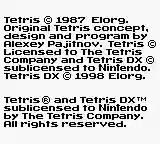 Tetris © 1987 Elorg.
Original Tetris concept,
design and program by
Alexey Pajitnov. Tetris ©
Licensed to The Tetris
Company and Tetris DX ©
sublicensed to Nintendo.
Tetris DX © 1998 Elorg.
Tetris and Tetris DX™
sublicensed to Nintendo
by The Tetris Company.
All rights reserved.